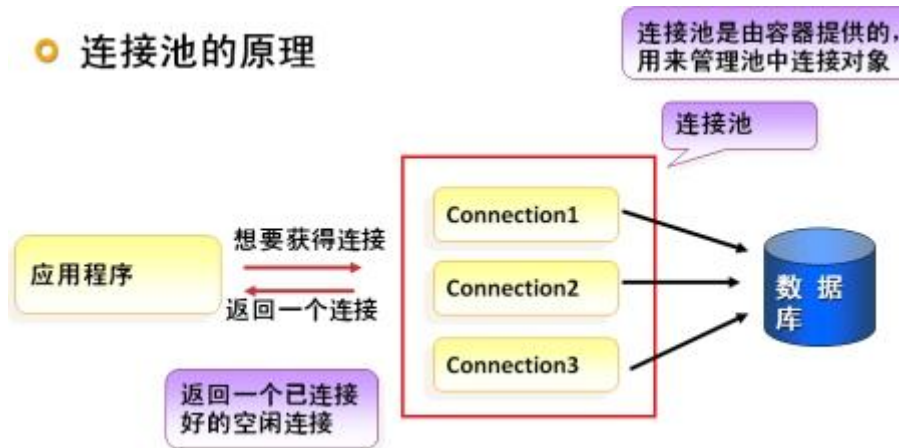 连接池的原理
连接池是由容器提供的，
用来管理池中连接对象
连接池
Connection1
想要获得连接
应用程序
Connection2
返回一个连接
数 据
库
Connection3
返回一个已连接
好的空闲连接